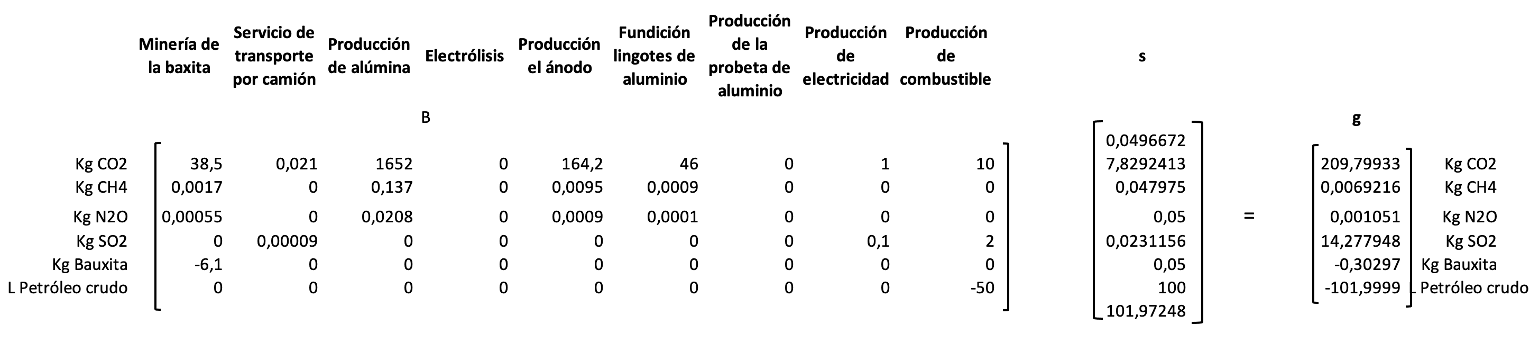 Minería de la baxita Servicio de transporte por camión Producción de alúmina Electrólisis Producción el ánodo Fundición lingotes de aluminio Producción de la probeta de aluminio Producción de electricidad Producción de combustible s
B g
Kg CO2 38,5 0,021 1652 0 164,2 46 0 1 10
Kg CH4 0,0017 0 0,137 0 0,0095 0,0009 0 0 0
Kg N2O 0,00055 0 0,0208 0 0,0009 0,0001 0 0 0
Kg SO2 0 0,00009 0 0 0 0 0 0,1 2
Kg Bauxita -6,1 0 0 0 0 0 0 0 0
L Petróleo crudo 0 0 0 0 0 0 0 0 -50
0,0496672
7,8292413
0,047975
0,05
0,0231156
0,05
100
101,97248
=
209,79933 Kg CO2
0,0069216 Kg CH4
0,001051 Kg N2O
14,277948 Kg SO2
-0,30297 Kg Bauxita
-101,9999 L Petróleo crudo